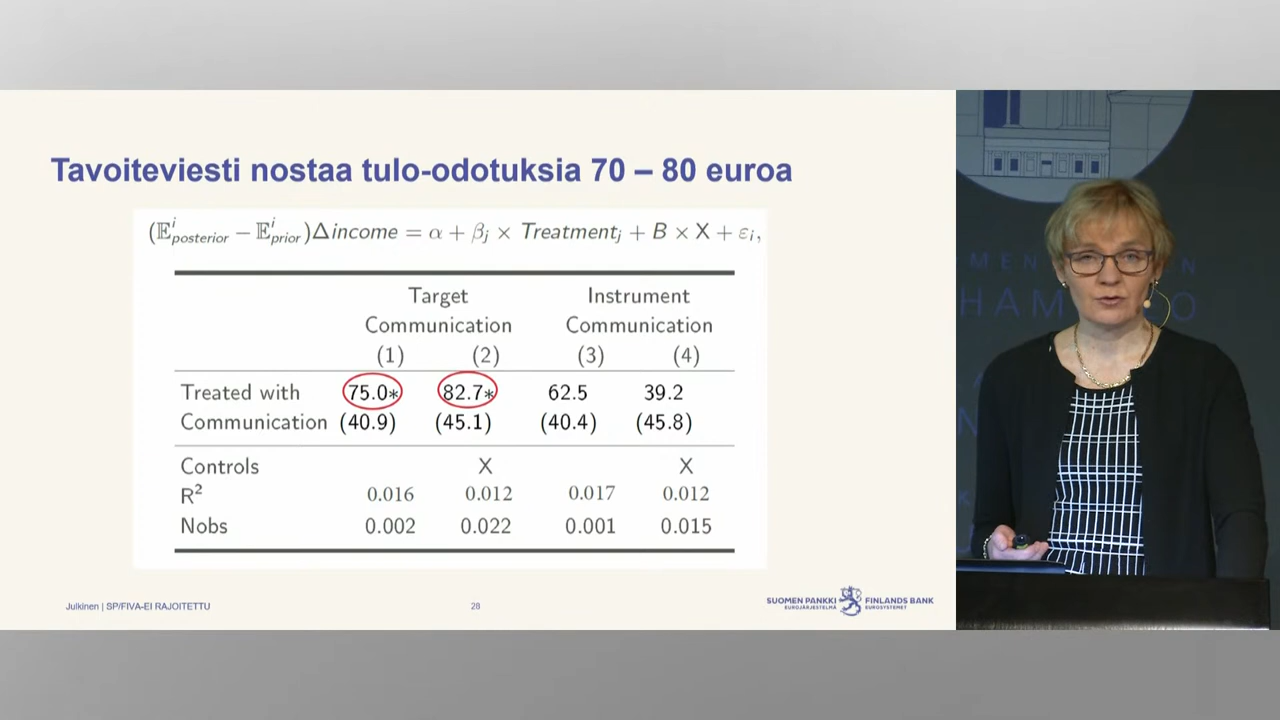 Tavoiteviesti nostaa tulo-odotuksia 70 – 80 euroa
(𝔼ⁱposterior − 𝔼ⁱprior)Δincome = α + βⱼ × Treatmentⱼ + B × X + εᵢ,
Target Instrument
Communication Communication
(1) (2) (3) (4)
Treated with 75.0* 82.7* 62.5 39.2
Communication (40.9) (45.1) (40.4) (45.8)
Controls X X
R² 0.016 0.012 0.017 0.012
Nobs 0.002 0.022 0.001 0.015
Julkinen | SP/FIVA-EI RAJOITETTU
28
SUOMEN PANKKI FINLANDS BANK
EUROJÄRJESTELMÄ EUROSYSTEMET